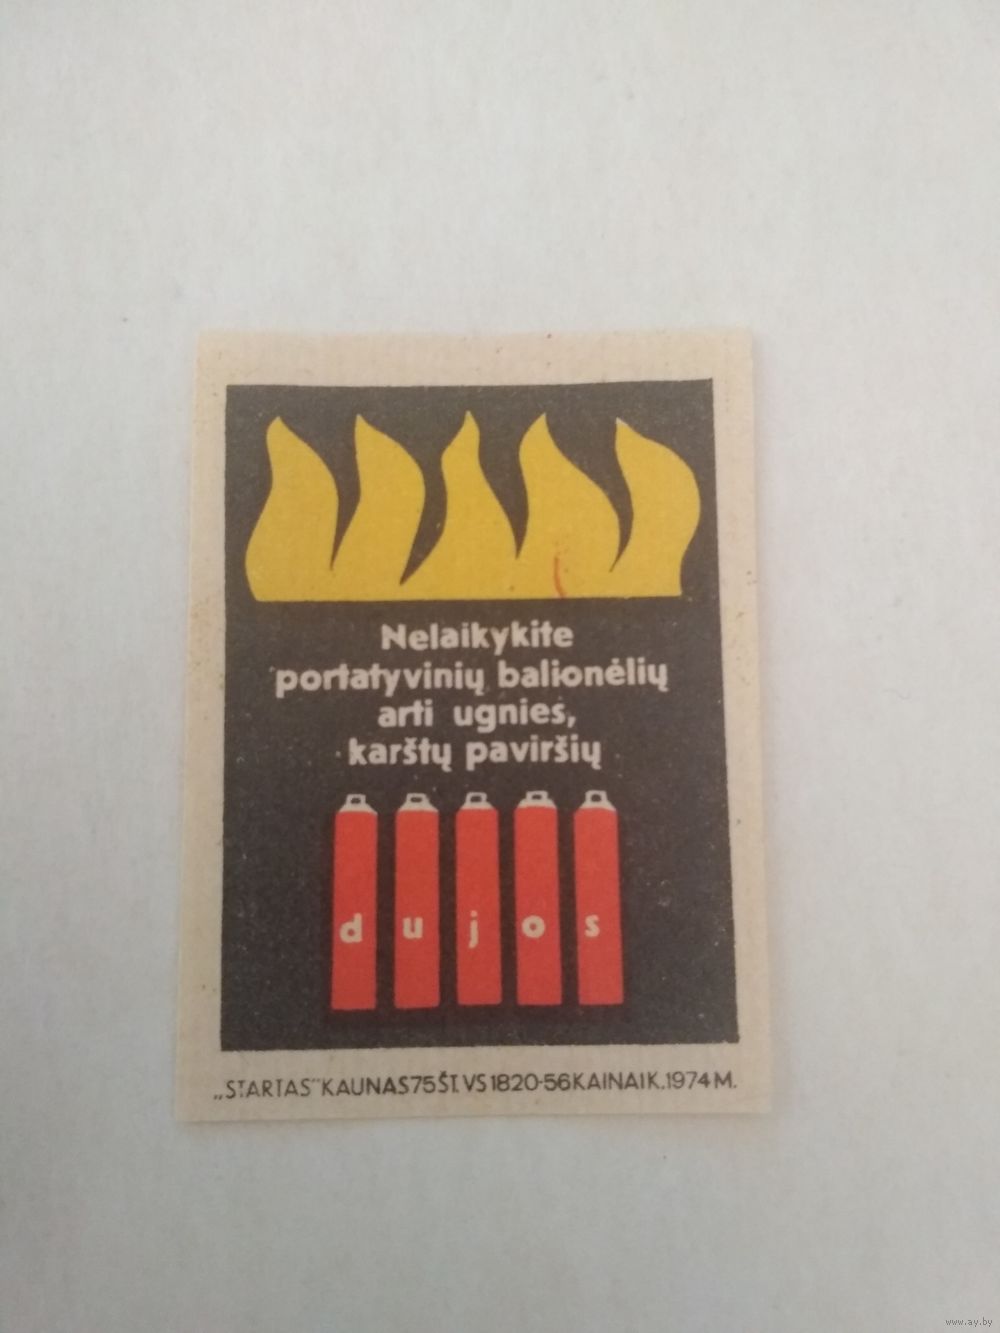 Nelaikykite
portatyvinių balionėlių
arti ugnies,
karštų paviršių
dujos
„STARTAS" KAUNAS 75 ŠT. VS 1820-56 KAINA 1 K. 1974 M.
www.ay.by